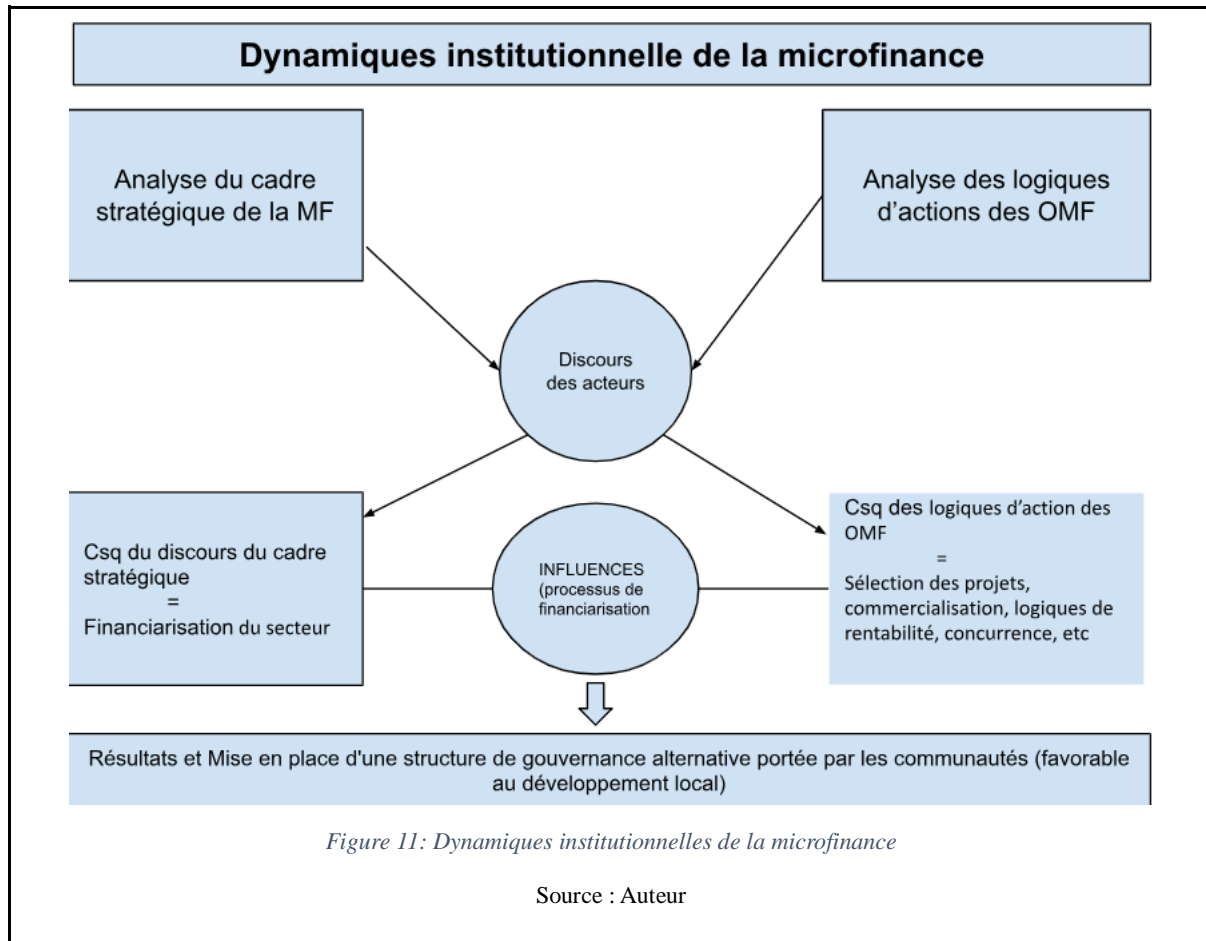 Dynamiques institutionnelle de la microfinance
Analyse du cadre
stratégique de la MF
Analyse des logiques
d'actions des OMF
Discours
des acteurs
Csq du discours du cadre
stratégique
=
Financiarisation du secteur
INFLUENCES
(processus de
financiarisation
Csq des logiques d'action des
OMF
=
Sélection des projets,
commercialisation, logiques de
rentabilité, concurrence, etc
Résultats et Mise en place d'une structure de gouvernance alternative portée par les communautés (favorable
au développement local)
Figure 11: Dynamiques institutionnelles de la microfinance
Source : Auteur